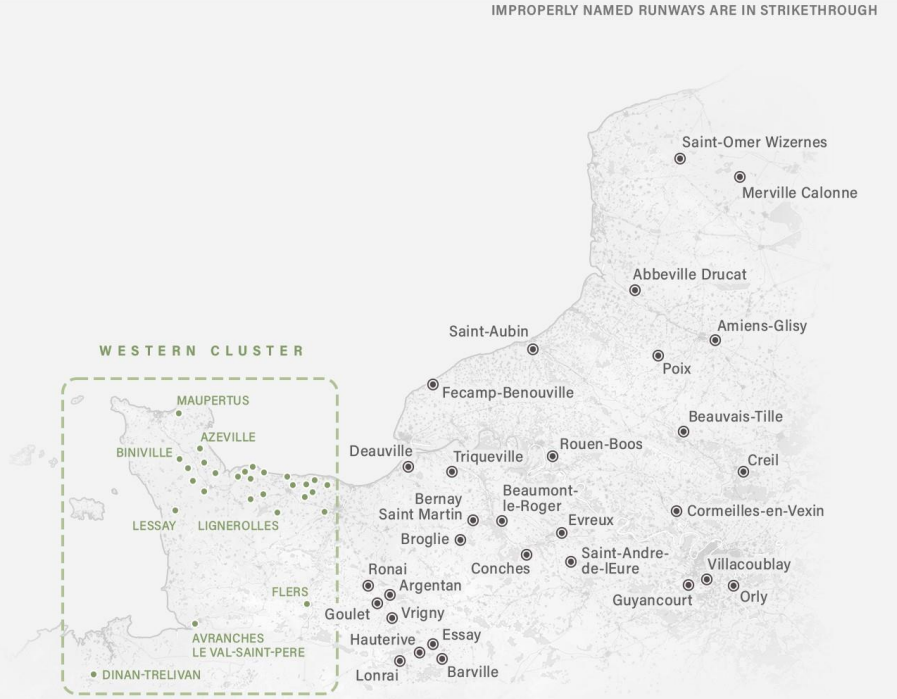 IMPROPERLY NAMED RUNWAYS ARE IN STRIKETHROUGH
Saint-Omer Wizernes
Merville Calonne
Abbeville Drucat
Saint-Aubin
Amiens-Glisy
Poix
WESTERN CLUSTER
Fecamp-Benouville
MAUPERTUS
Beauvais-Tille
AZEVILLE
BINIVILLE
Deauville
Triqueville
Rouen-Boos
Creil
Bernay
Saint Martin
Beaumont-
le-Roger
LESSAY
LIGNEROLLES
Evreux
Cormeilles-en-Vexin
Broglie
Conches
Saint-Andre-
de-lEure
Villacoublay
Ronai
Argentan
FLERS
Guyancourt
Orly
Goulet
Vrigny
AVRANCHES
LE VAL-SAINT-PERE
Hauterive
Essay
DINAN-TRELIVAN
Lonrai
Barville